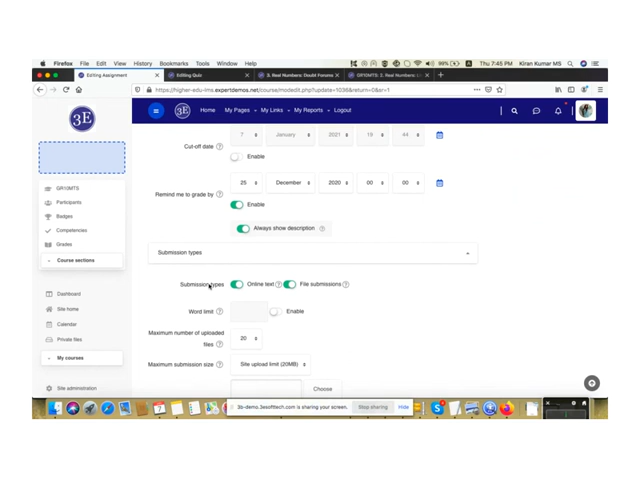 Firefox File Edit View History Bookmarks Tools Window Help 99% Thu 7:45 PM Kiran Kumar MS
Editing Assignment Editing Quiz 3. Real Numbers: Doubt Forums GR10MTS: 3. Real Numbers:
https://higher-edu-lms.expertdemos.net/course/modedit.php?update=1036&return=0&sr=1
3E Home My Pages My Links My Reports Logout
3E
Cut-off date
7 January 2021 19 44
Enable
25 December 2020 00 00
GR10MTS
Remind me to grade by
Participants
Enable
Badges
Always show description
Competencies
Grades
Submission types
Course sections
Submission types Online text File submissions
Dashboard
Site home
Word limit Enable
Calendar
Maximum number of uploaded files
20
Private files
My courses
Maximum submission size Site upload limit (20MB)
Site administration
Choose
3b-demo.3esofttech.com is sharing your screen. Stop sharing Hide